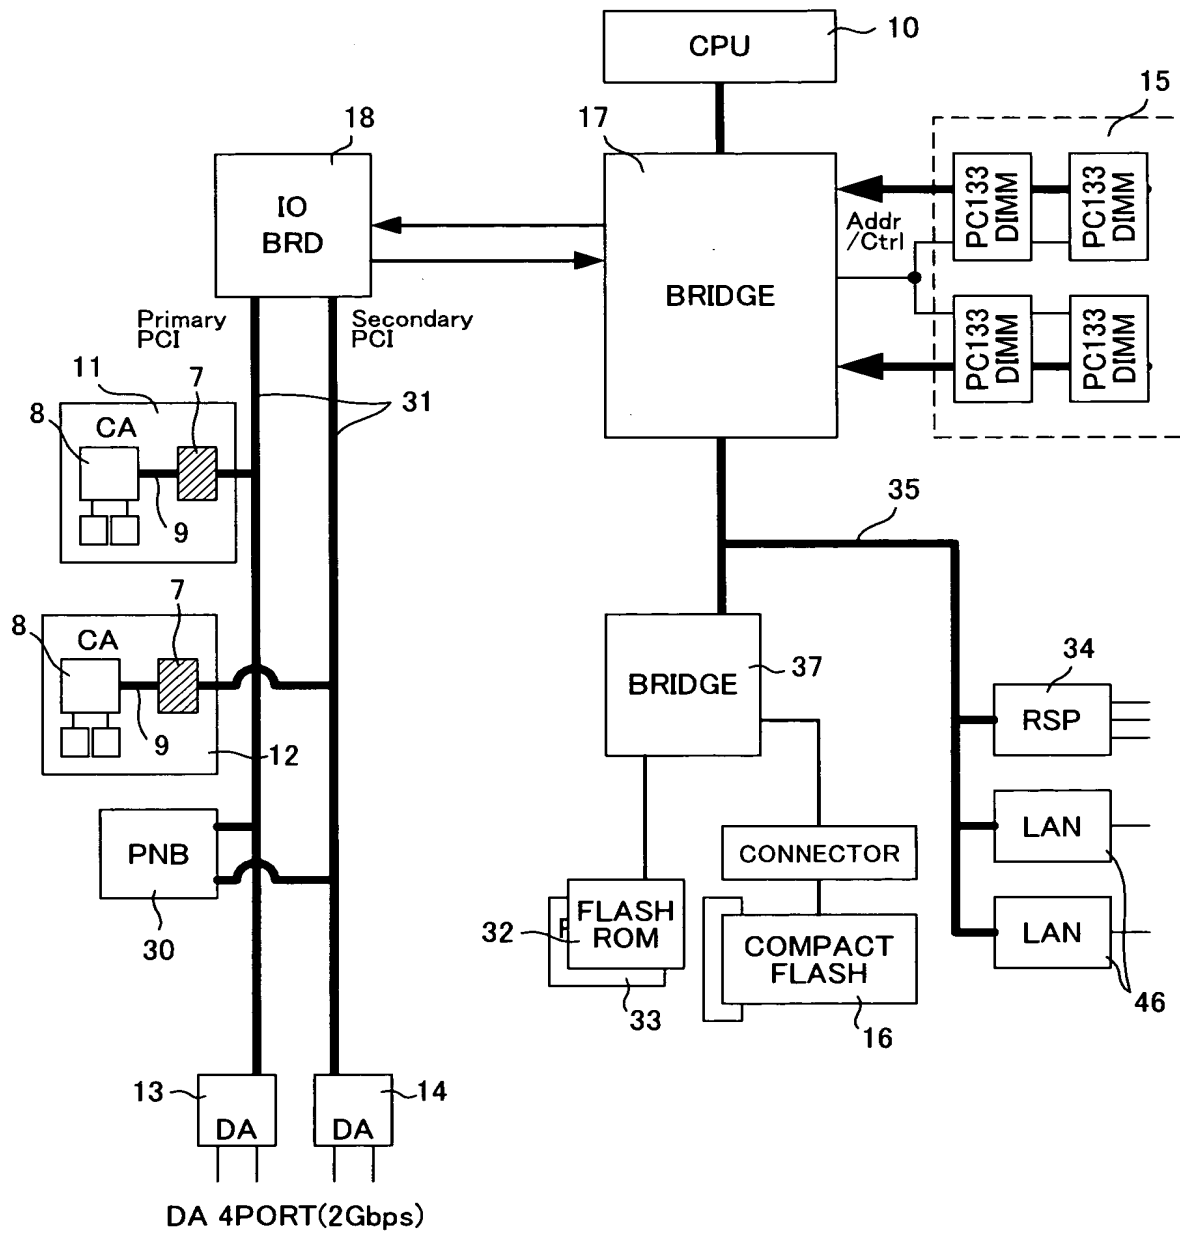 CPU
10
15
18
17
IO
BRD
PC133
DIMM
PC133
DIMM
Addr
/Ctrl
BRIDGE
PC133
DIMM
PC133
DIMM
Primary
PCI
Secondary
PCI
11
7
31
8
CA
9
35
7
8
CA
9
12
BRIDGE
37
34
RSP
PNB
30
CONNECTOR
LAN
FLASH
ROM
32
33
COMPACT
FLASH
16
LAN
46
13
DA
14
DA
DA 4PORT(2Gbps)